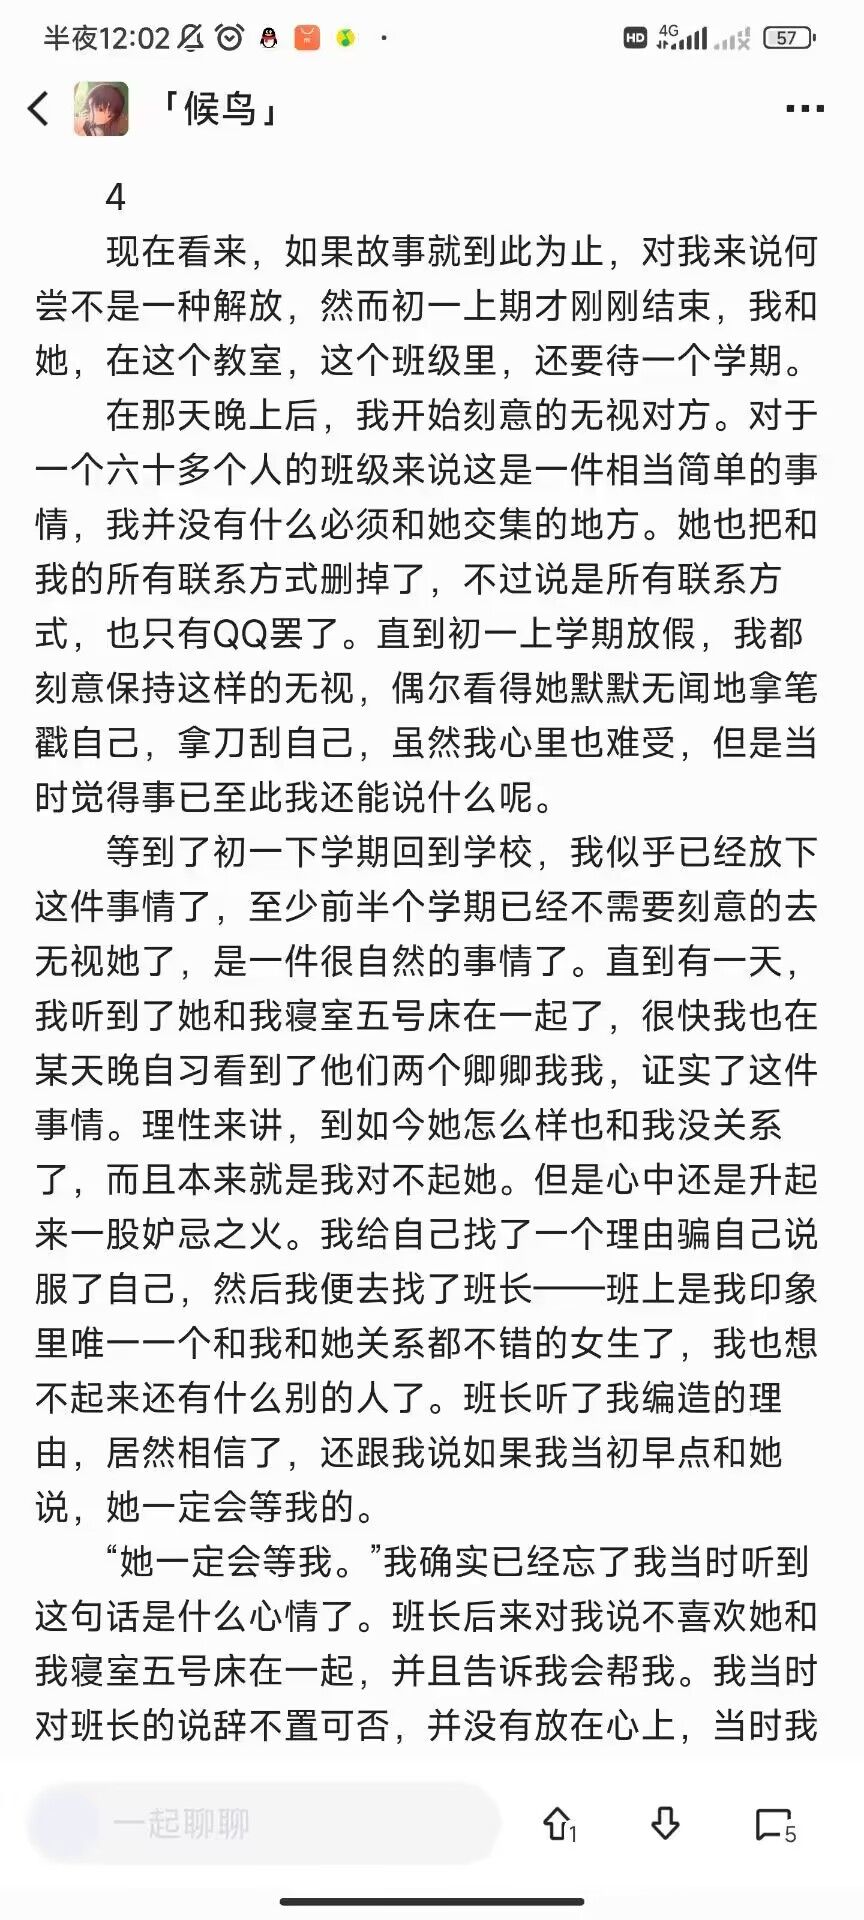 半夜12:02
HD 4G 57
「候鸟」
4
现在看来，如果故事就到此为止，对我来说何
尝不是一种解放，然而初一上期才刚刚结束，我和
她，在这个教室，这个班级里，还要待一个学期。
在那天晚上后，我开始刻意的无视对方。对于
一个六十多个人的班级来说这是一件相当简单的事
情，我并没有什么必须和她交集的地方。她也把和
我的所有联系方式删掉了，不过说是所有联系方
式，也只有QQ罢了。直到初一上学期放假，我都
刻意保持这样的无视，偶尔看得她默默无闻地拿笔
戳自己，拿刀刮自己，虽然我心里也难受，但是当
时觉得事已至此我还能说什么呢。
等到了初一下学期回到学校，我似乎已经放下
这件事情了，至少前半个学期已经不需要刻意的去
无视她了，是一件很自然的事情了。直到有一天，
我听到了她和我寝室五号床在一起了，很快我也在
某天晚自习看到了他们两个卿卿我我，证实了这件
事情。理性来讲，到如今她怎么样也和我没关系
了，而且本来就是我对不起她。但是心中还是升起
来一股妒忌之火。我给自己找了一个理由骗自己说
服了自己，然后我便去找了班长——班上是我印象
里唯一一个和我和她关系都不错的女生了，我也想
不起来还有什么别的人了。班长听了我编造的理
由，居然相信了，还跟我说如果我当初早点和她
说，她一定会等我的。
“她一定会等我。”我确实已经忘了我当时听到
这句话是什么心情了。班长后来对我说不喜欢她和
我寝室五号床在一起，并且告诉我会帮我。我当时
对班长的说辞不置可否，并没有放在心上，当时我
一起聊聊
1
5